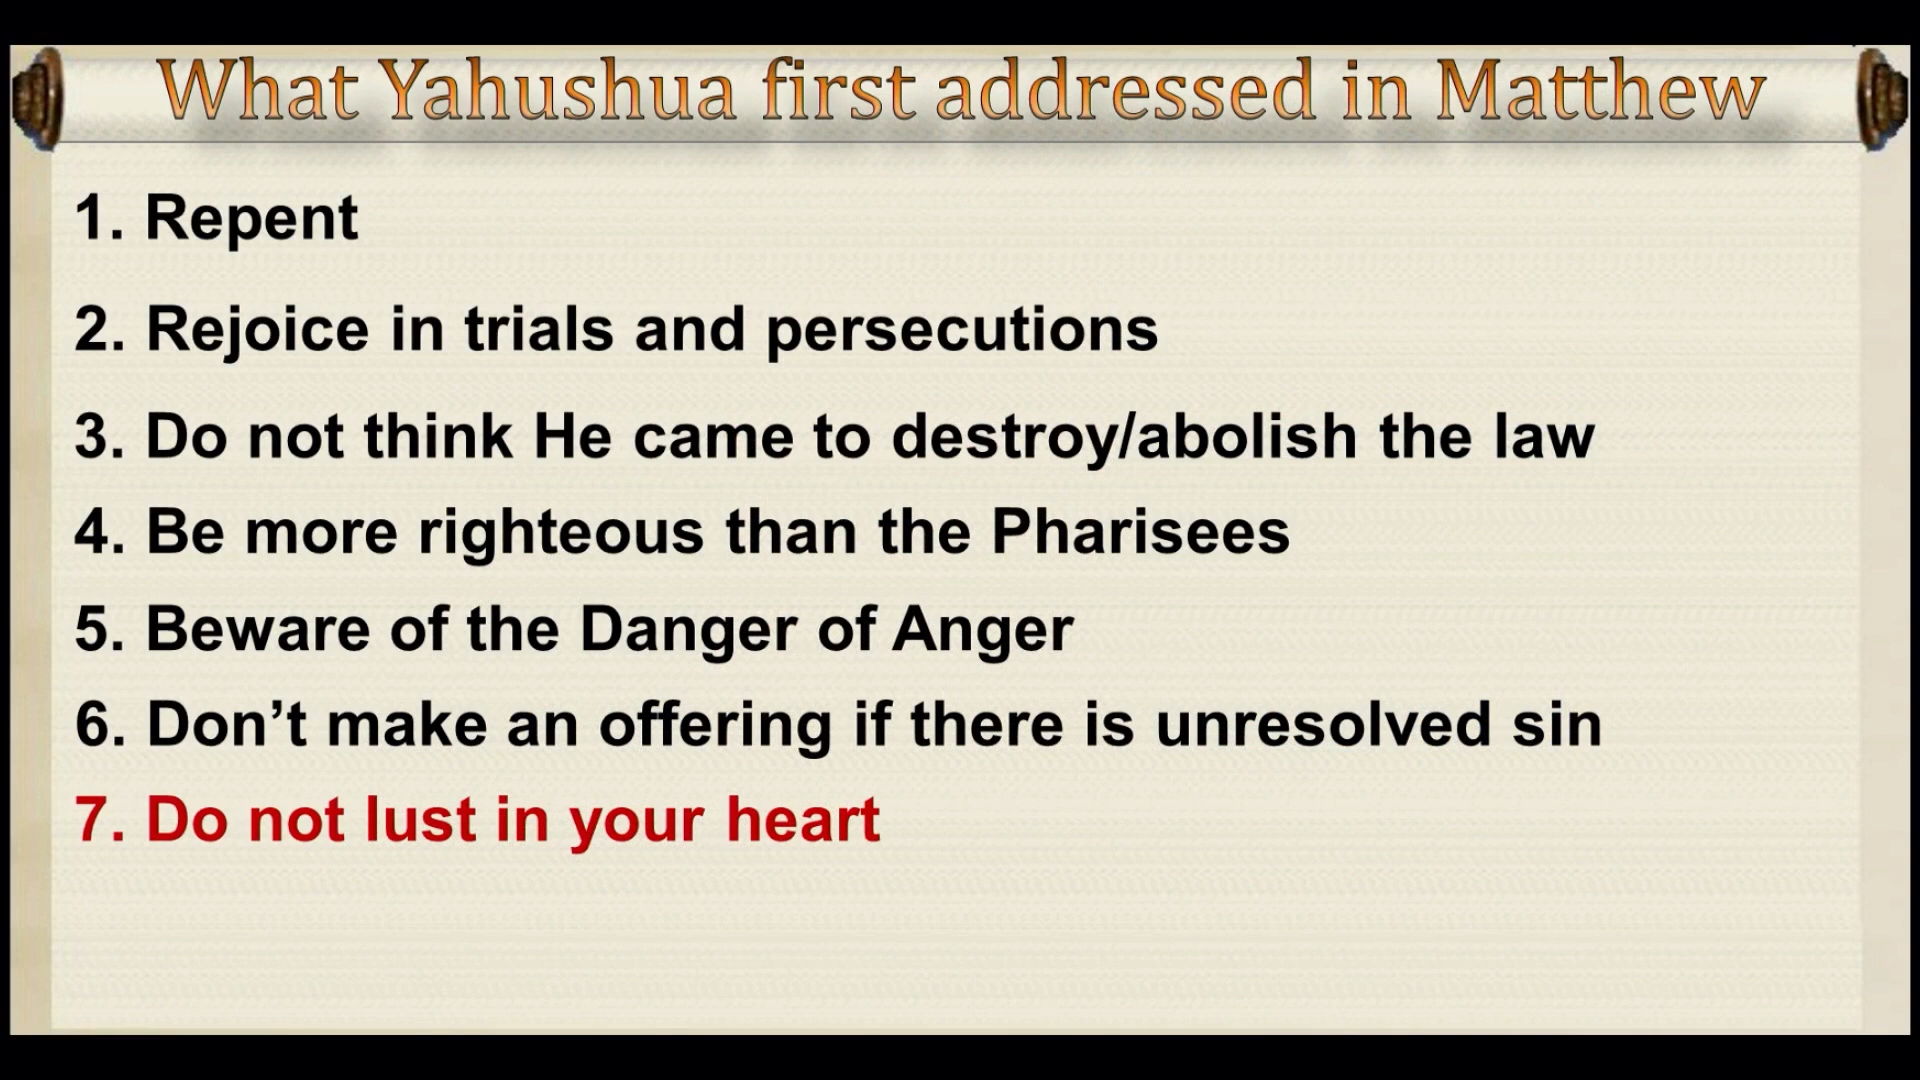 What Yahushua first addressed in Matthew
1. Repent
2. Rejoice in trials and persecutions
3. Do not think He came to destroy/abolish the law
4. Be more righteous than the Pharisees
5. Beware of the Danger of Anger
6. Don’t make an offering if there is unresolved sin
7. Do not lust in your heart